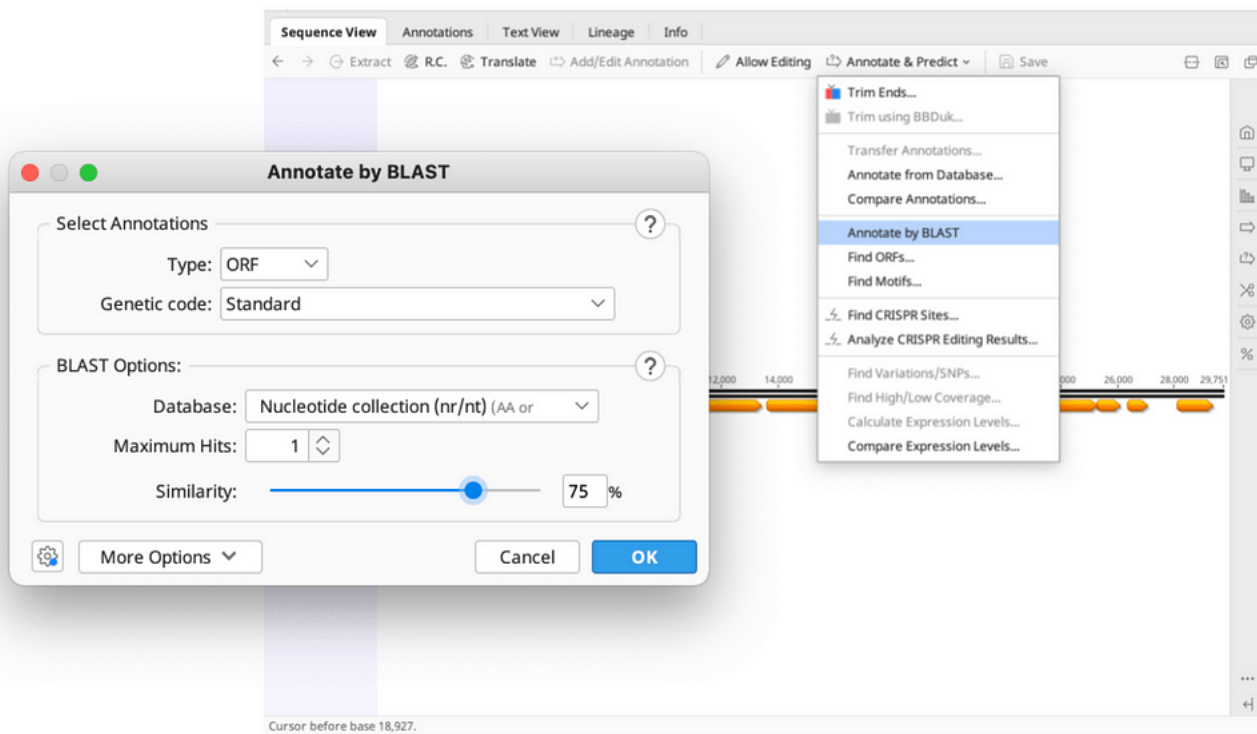 Sequence View Annotations Text View Lineage Info
Extract R.C. Translate Add/Edit Annotation Allow Editing Annotate & Predict Save
Trim Ends...
Trim using BBDuk...
Transfer Annotations...
Annotate from Database...
Compare Annotations...
Annotate by BLAST
Find ORFs...
Find Motifs...
Find CRISPR Sites...
Analyze CRISPR Editing Results...
Find Variations/SNPs...
Find High/Low Coverage...
Calculate Expression Levels...
Compare Expression Levels...
Annotate by BLAST
Select Annotations ?
Type: ORF
Genetic code: Standard
BLAST Options: ?
Database: Nucleotide collection (nr/nt) (AA or
Maximum Hits: 1
Similarity: 75 %
More Options Cancel OK
12,000 14,000 26,000 28,000 29,751
Cursor before base 18,927.